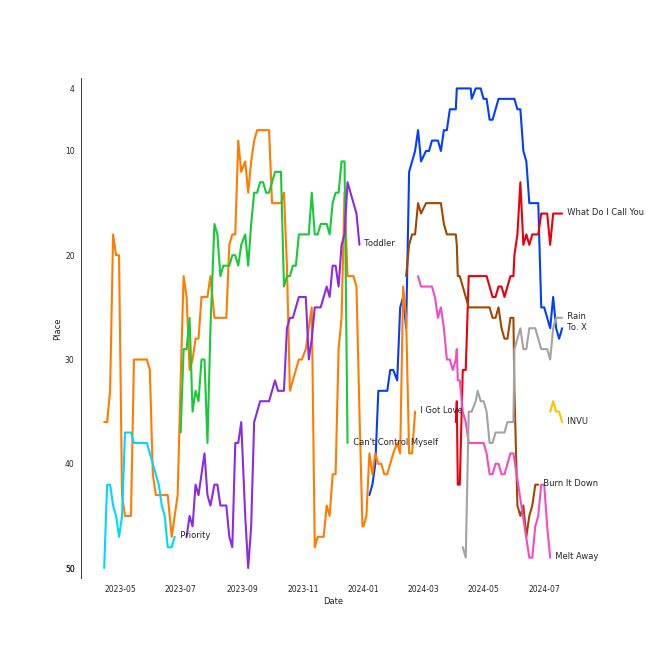 4
10
20
30
40
50
Place
2023-05
2023-07
2023-09
2023-11
2024-01
2024-03
2024-05
2024-07
Date
What Do I Call You
Toddler
Rain
To. X
I Got Love
INVU
Can't Control Myself
Burn It Down
Priority
Melt Away